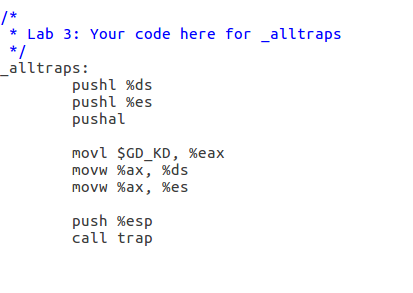 /*
 * Lab 3: Your code here for _alltraps
 */
_alltraps:
        pushl %ds
        pushl %es
        pushal

        movl $GD_KD, %eax
        movw %ax, %ds
        movw %ax, %es

        push %esp
        call trap